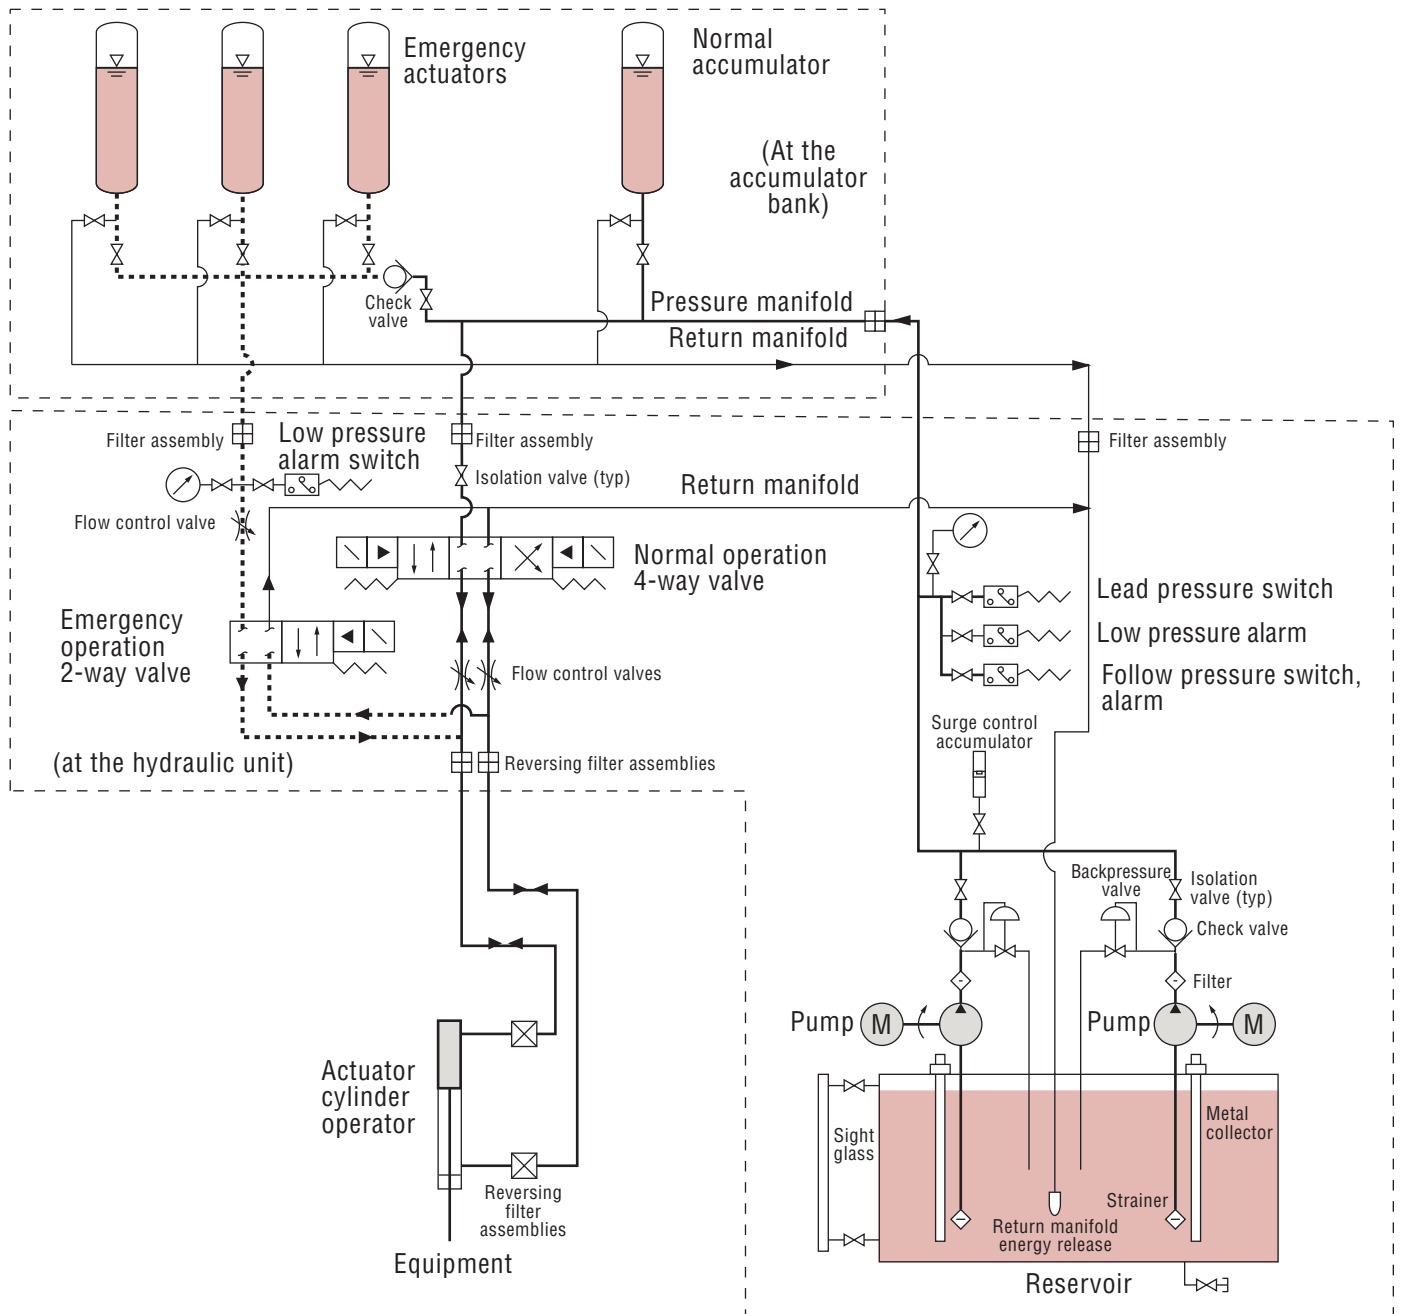 Emergency
actuators
Normal
accumulator
(At the
accumulator
bank)
Check
valve
Pressure manifold
Return manifold
Filter assembly
Low pressure
alarm switch
Filter assembly
Filter assembly
Isolation valve (typ)
Return manifold
Flow control valve
Normal operation
4-way valve
Emergency
operation
2-way valve
Flow control valves
Lead pressure switch
Low pressure alarm
Follow pressure switch,
alarm
Surge control
accumulator
(at the hydraulic unit)
Reversing filter assemblies
Backpressure
valve
Isolation
valve (typ)
Check valve
Filter
Pump
M
Pump
M
Actuator
cylinder
operator
Sight
glass
Metal
collector
Strainer
Return manifold
energy release
Reversing
filter
assemblies
Equipment
Reservoir